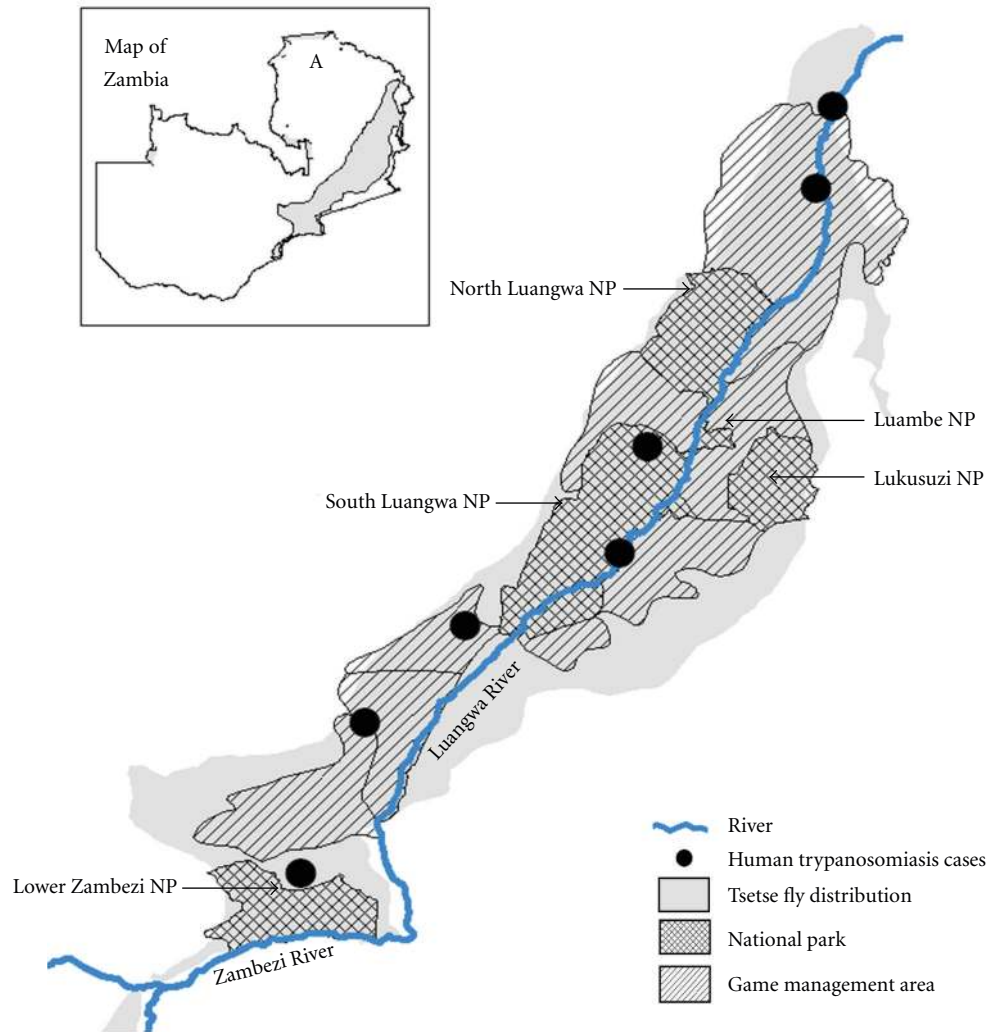 Map of
Zambia
A
North Luangwa NP
Luambe NP
Lukusuzi NP
South Luangwa NP
Luangwa River
Lower Zambezi NP
Zambezi River
River
Human trypanosomiasis cases
Tsetse fly distribution
National park
Game management area